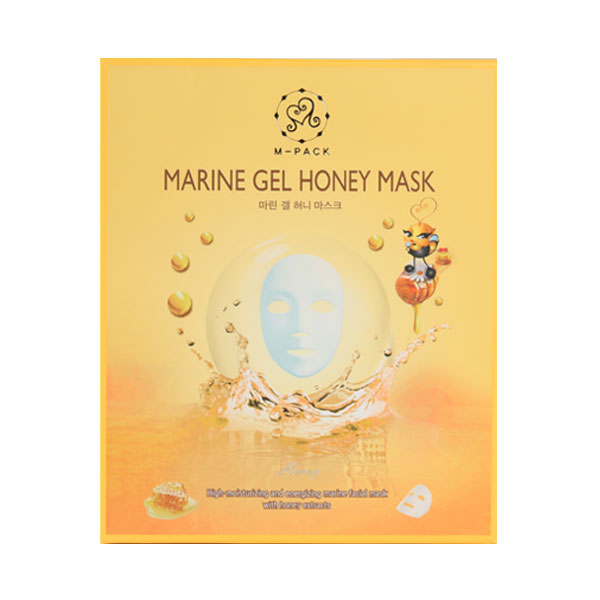 M-PACK
MARINE GEL HONEY MASK
마린 겔 허니 마스크
High-moisturizing and energizing marine facial mask
with honey extracts